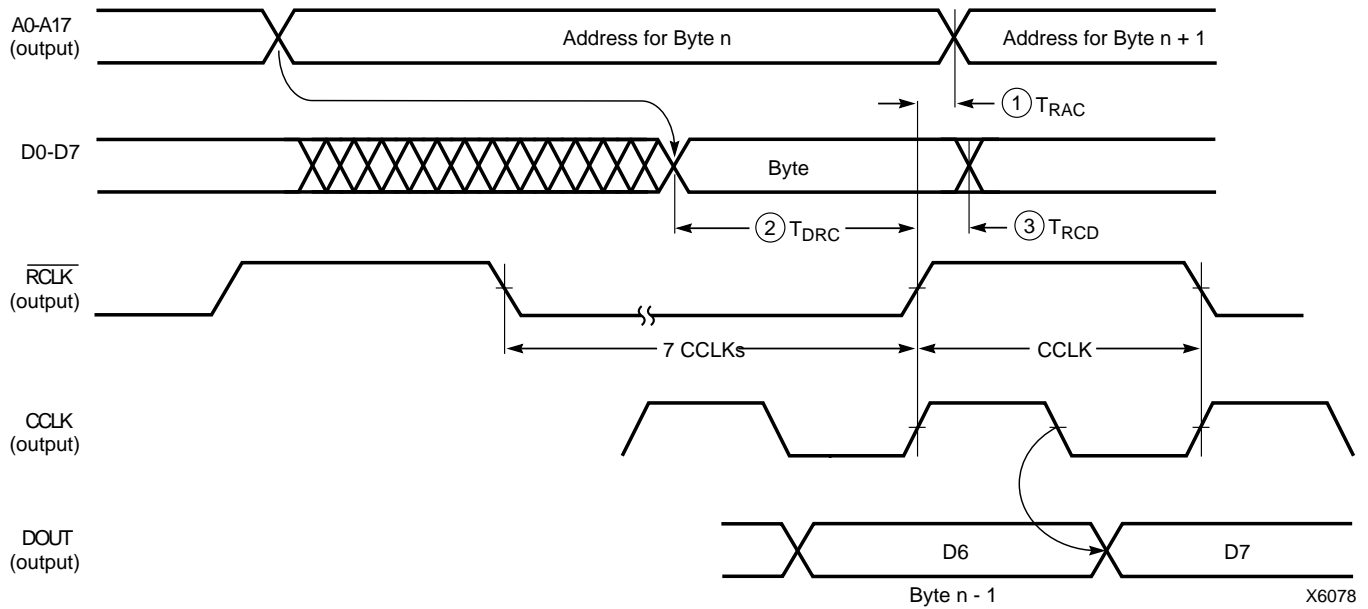 A0-A17
(output)
Address for Byte n
Address for Byte n + 1
1 TRAC
D0-D7
Byte
2 TDRC
3 TRCD
RCLK
(output)
7 CCLKs
CCLK
CCLK
(output)
DOUT
(output)
D6
D7
Byte n - 1
X6078